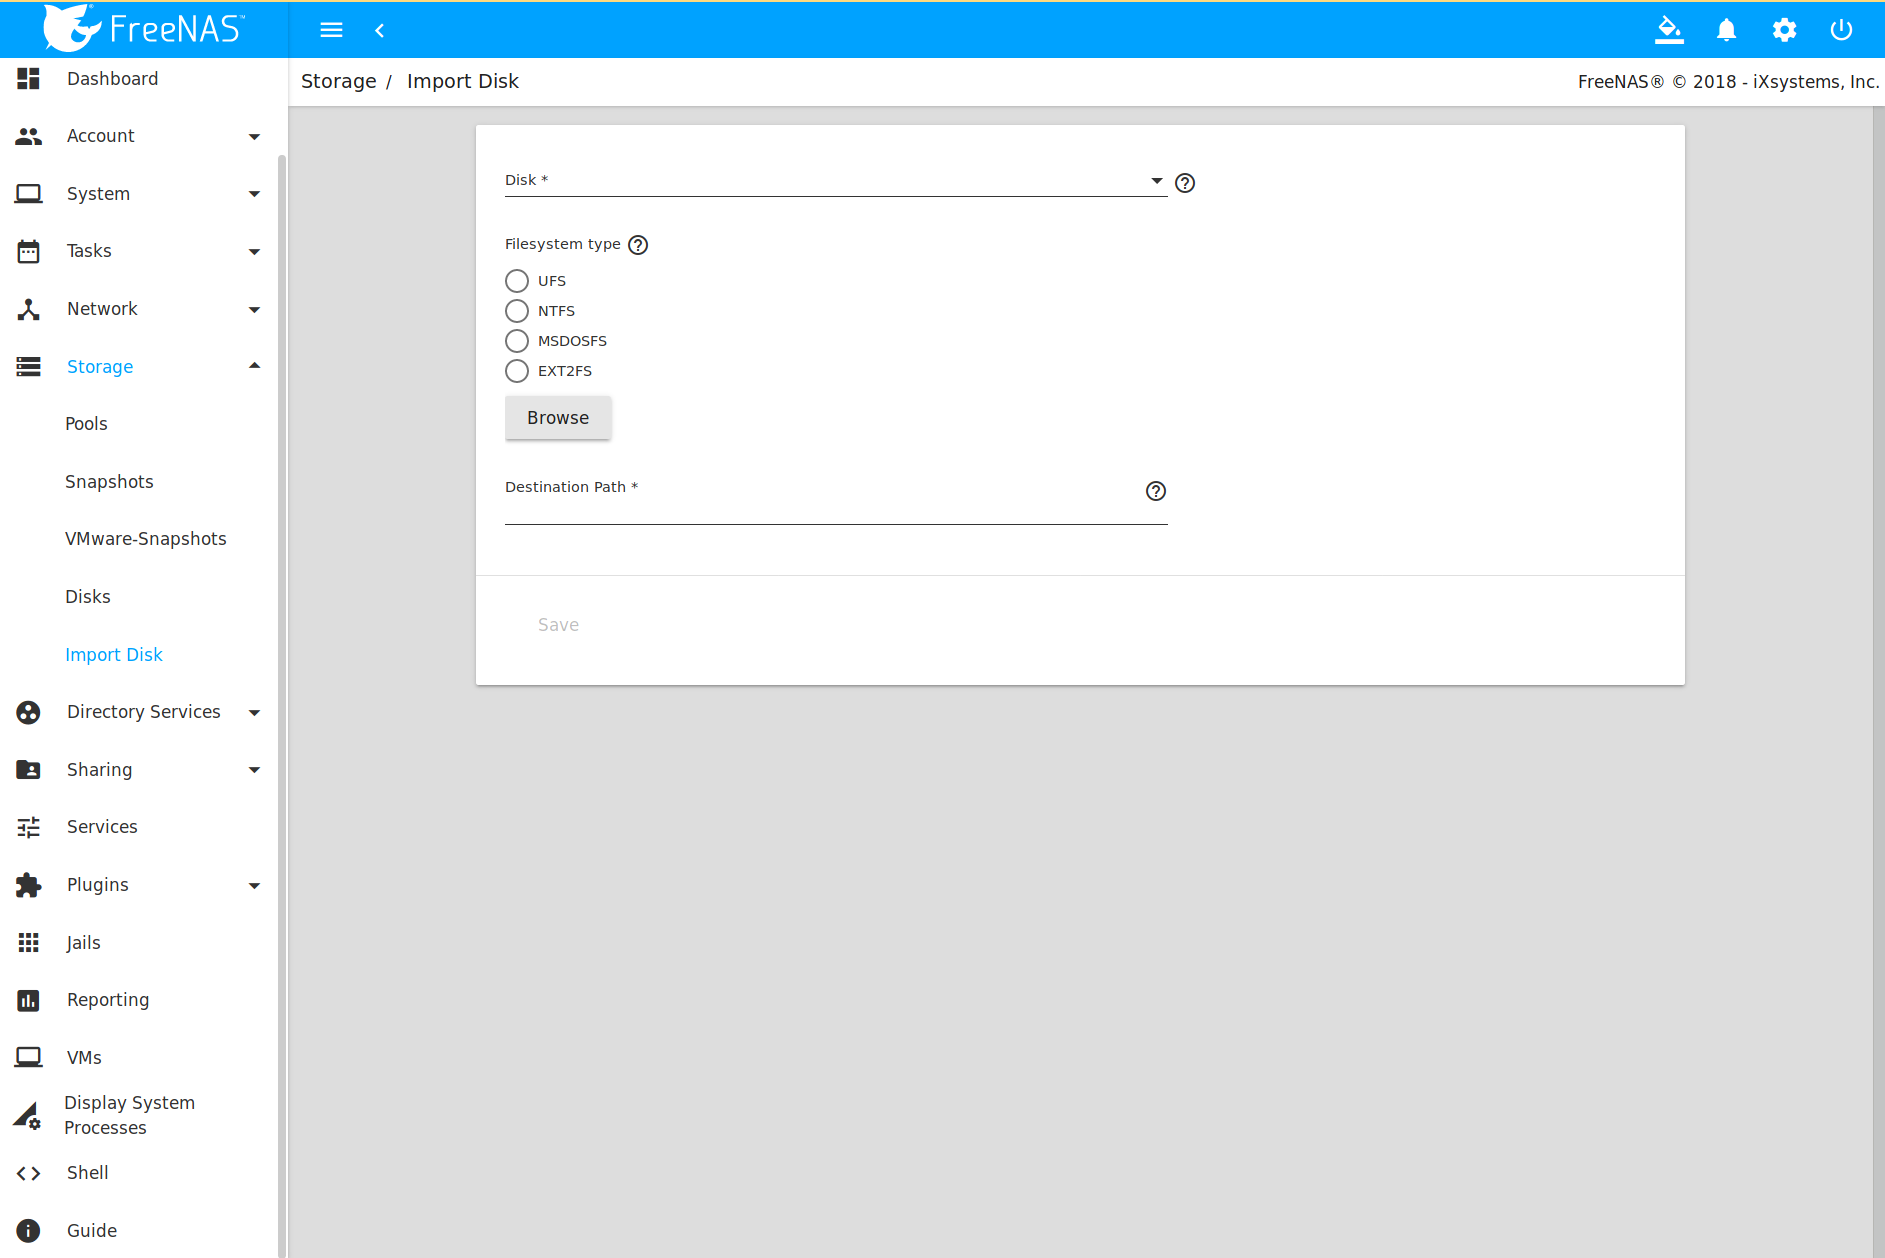 FreeNAS™
Storage / Import Disk
FreeNAS® © 2018 - iXsystems, Inc.
Dashboard
Account
System
Tasks
Network
Storage
Pools
Snapshots
VMware-Snapshots
Disks
Import Disk
Directory Services
Sharing
Services
Plugins
Jails
Reporting
VMs
Display System
Processes
Shell
Guide
Disk *
Filesystem type
UFS
NTFS
MSDOSFS
EXT2FS
Browse
Destination Path *
Save